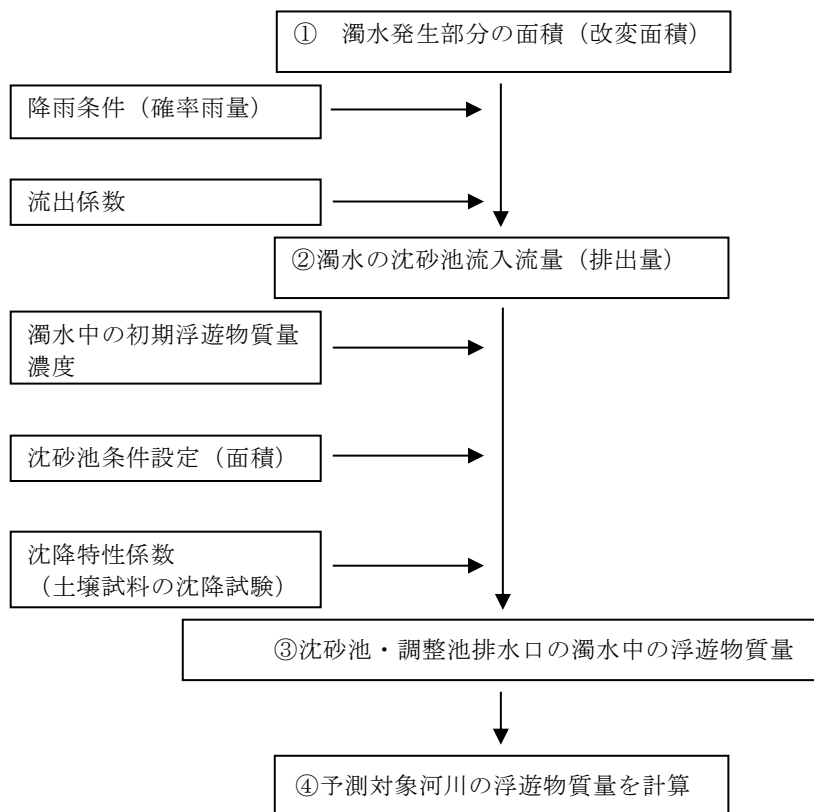 ① 濁水発生部分の面積（改変面積）
降雨条件（確率雨量）
流出係数
②濁水の沈砂池流入流量（排出量）
濁水中の初期浮遊物質量
濃度
沈砂池条件設定（面積）
沈降特性係数
（土壌試料の沈降試験）
③沈砂池・調整池排水口の濁水中の浮遊物質量
④予測対象河川の浮遊物質量を計算